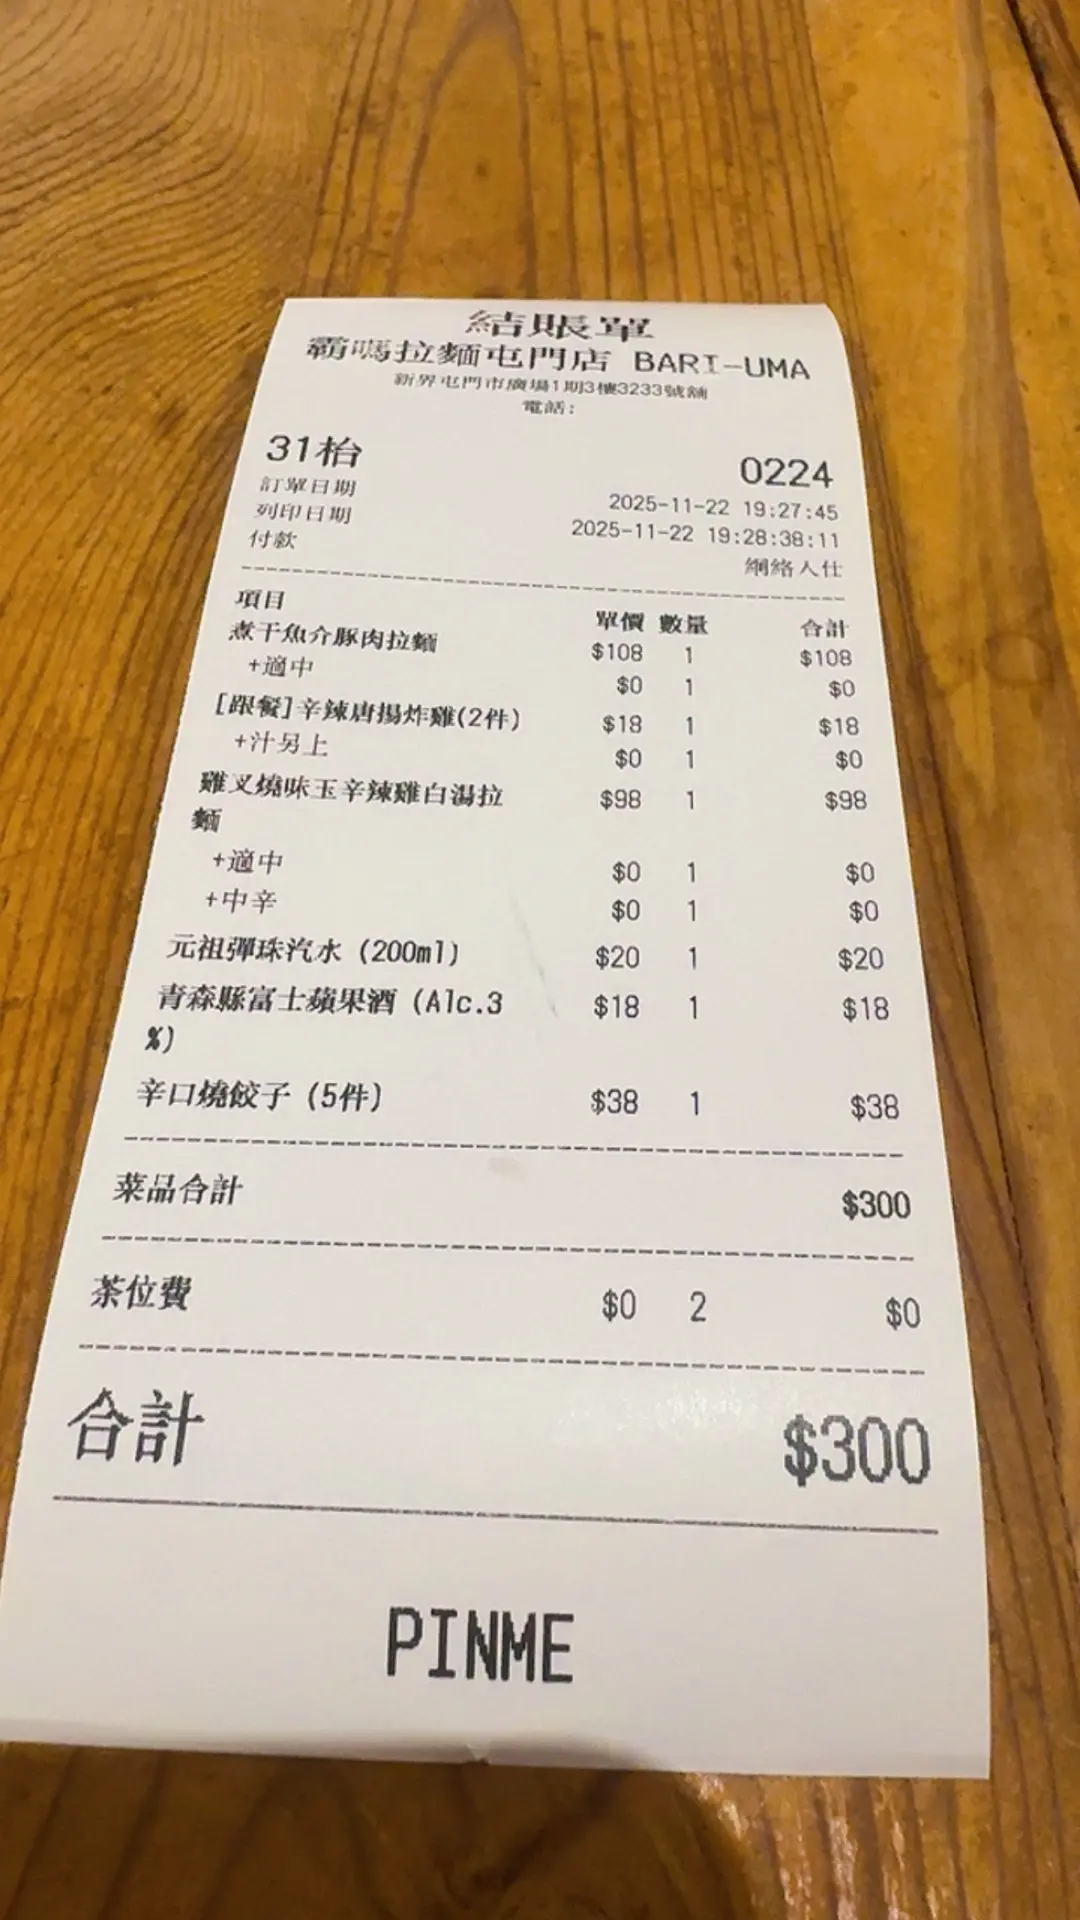 結賬單
霸嗎拉麵屯門店 BARI-UMA
新界屯門市廣場1期3樓3233號舖
電話:
31枱 0224
訂單日期 2025-11-22 19:27:45
列印日期 2025-11-22 19:28:38:11
付款 網絡人仕
項目 單價 數量 合計
煮干魚介豚肉拉麵 $108 1 $108
+適中 $0 1 $0
[跟餐]辛辣唐揚炸雞(2件) $18 1 $18
+汁另上 $0 1 $0
雞叉燒味玉辛辣雞白湯拉 $98 1 $98
麵
+適中 $0 1 $0
+中辛 $0 1 $0
元祖彈珠汽水 (200ml) $20 1 $20
青森縣富士蘋果酒 (Alc.3 $18 1 $18
%)
辛口燒餃子 (5件) $38 1 $38
菜品合計 $300
茶位費 $0 2 $0
合計 $300
PINME